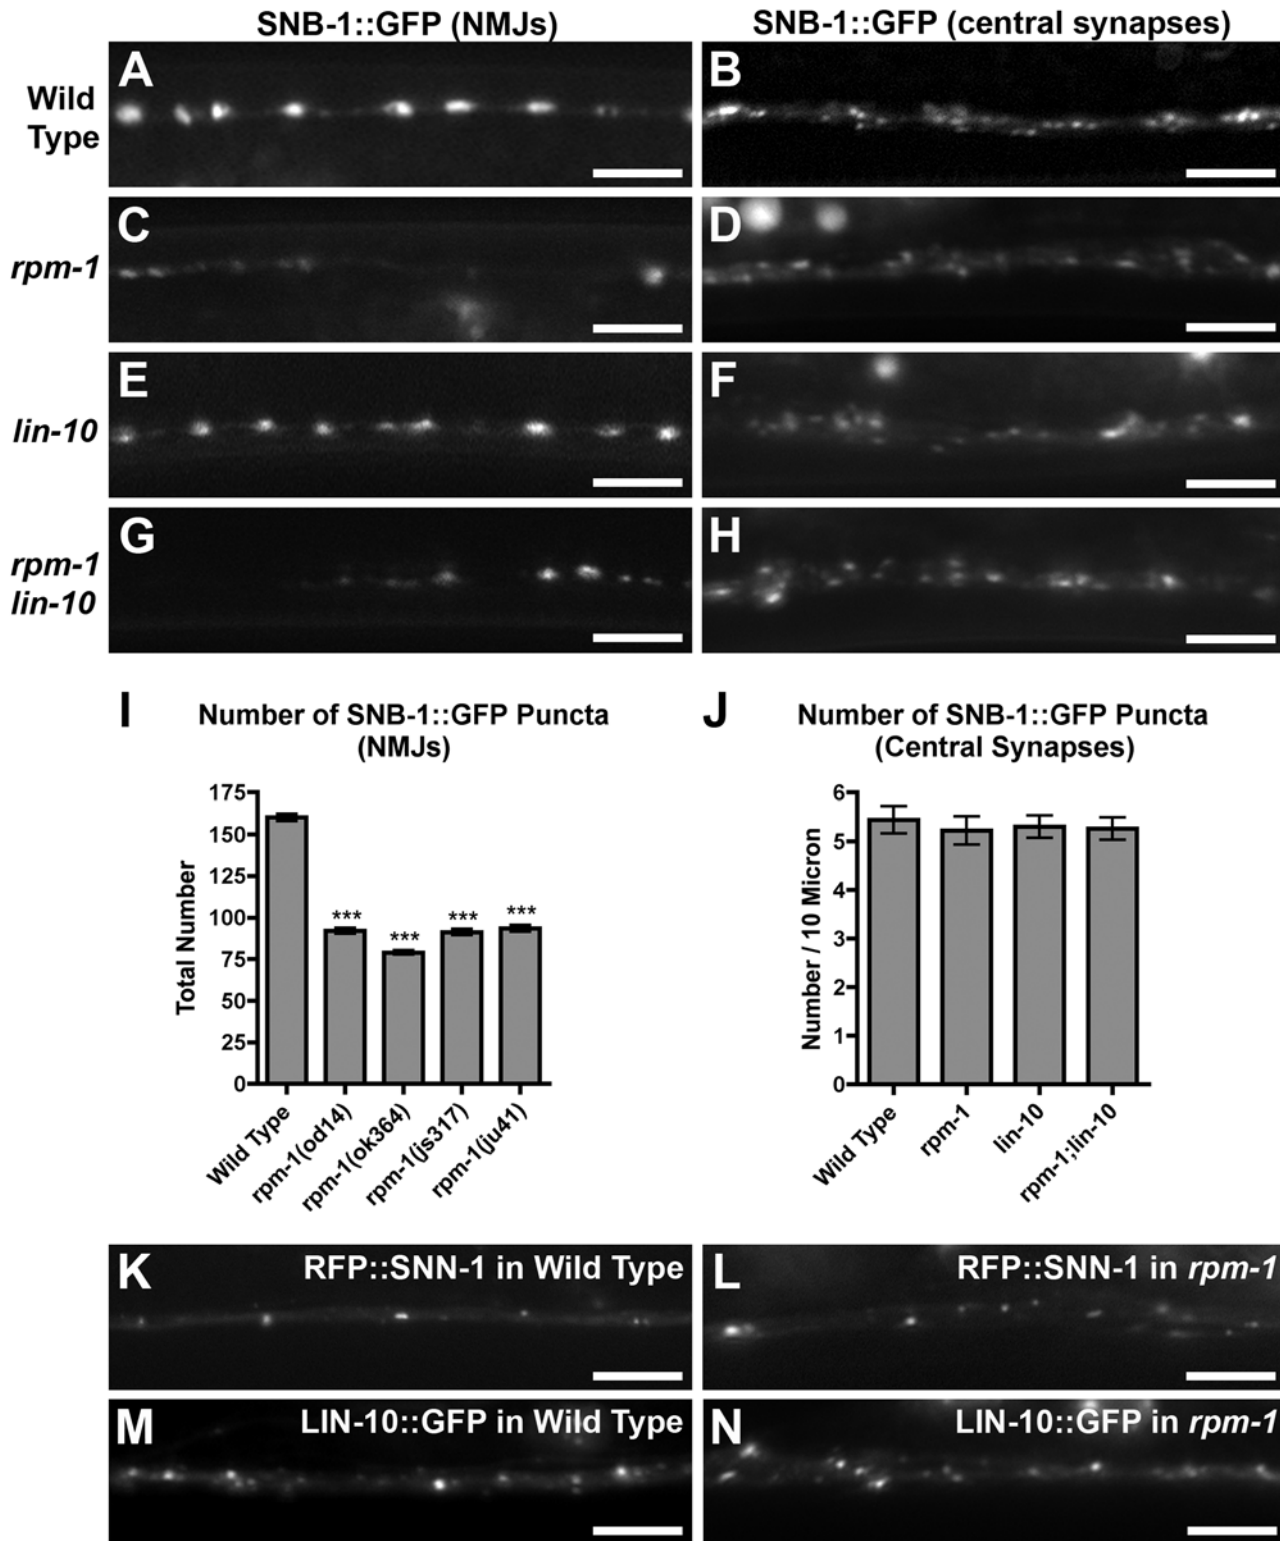 SNB-1::GFP (NMJs)
SNB-1::GFP (central synapses)
Wild
Type
A
B
rpm-1
C
D
lin-10
E
F
rpm-1
lin-10
G
H
I
Number of SNB-1::GFP Puncta
(NMJs)
Total Number
175
150
125
100
75
50
25
0
***
***
***
***
Wild Type
rpm-1(od14)
rpm-1(ok364)
rpm-1(js317)
rpm-1(ju41)
J
Number of SNB-1::GFP Puncta
(Central Synapses)
Number / 10 Micron
6
5
4
3
2
1
0
Wild Type
rpm-1
lin-10
rpm-1;lin-10
K
RFP::SNN-1 in Wild Type
L
RFP::SNN-1 in rpm-1
M
LIN-10::GFP in Wild Type
N
LIN-10::GFP in rpm-1